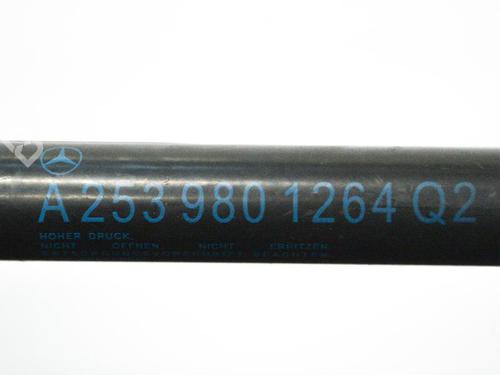 A 253 980 1264 Q2
HOHER DRUCK.
NICHT ÖFFNEN. NICHT ERHITZEN.